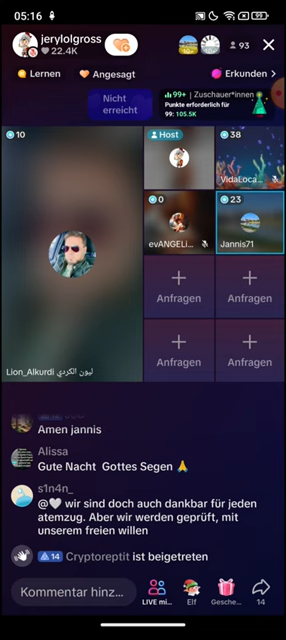 05:16
99
jerylolgross
22.4K
93
Lernen
Angesagt
Erkunden >
Nicht
erreicht
99+ | Zuschauer*innen
Punkte erforderlich für
99: 105.5K
10
Host
38
VidaLoca...
0
evANGELi...
23
Jannis71
Lion_Alkurdi ليون الكردي
Anfragen
Anfragen
Anfragen
Anfragen
Amen jannis
Alissa
Gute Nacht Gottes Segen 🙏
s1n4n_
@🤍 wir sind doch auch dankbar für jeden
atemzug. Aber wir werden geprüft, mit
unserem freien willen
14 Cryptoreptit ist beigetreten
Kommentar hinz...
LIVE mi...
Elf
Gesche...
14